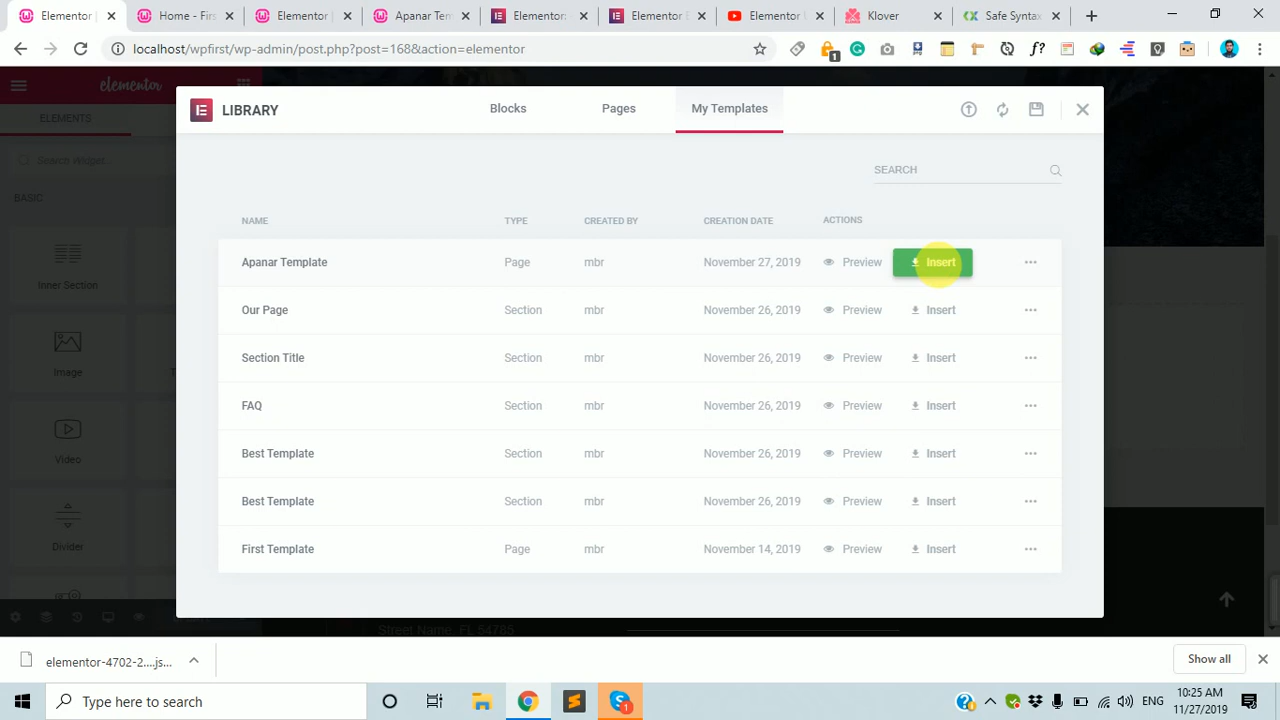 Elementor
Home - Firs
Library Ele
Apanar Tem
Elementor
Elementor E
Elementor
Klover
Safe Syntax
localhost/wpfirst/wp-admin/post.php?post=168&action=elementor
1
f?
elementor
ELEMENTS
Search Widget...
BASIC
Inner Section
Image
Video
Divider
LIBRARY
Blocks
Pages
My Templates
SEARCH
NAME TYPE CREATED BY CREATION DATE ACTIONS
Apanar Template Page mbr November 27, 2019 Preview Insert
Our Page Section mbr November 26, 2019 Preview Insert
Section Title Section mbr November 26, 2019 Preview Insert
FAQ Section mbr November 26, 2019 Preview Insert
Best Template Section mbr November 26, 2019 Preview Insert
Best Template Section mbr November 26, 2019 Preview Insert
First Template Page mbr November 14, 2019 Preview Insert
Street Name, FL 54785
elementor-4702-2....js...
Show all
Type here to search
1
ENG
10:25 AM
11/27/2019